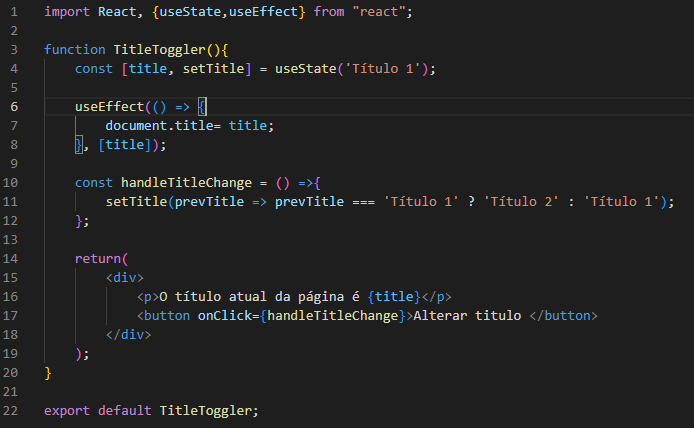 1 import React, {useState,useEffect} from "react";
2
3 function TitleToggler(){
4     const [title, setTitle] = useState('Título 1');
5
6     useEffect(() => {
7         document.title= title;
8     }, [title]);
9
10     const handleTitleChange = () =>{
11         setTitle(prevTitle => prevTitle === 'Título 1' ? 'Título 2' : 'Título 1');
12     };
13
14     return(
15         <div>
16             <p>O título atual da página é {title}</p>
17             <button onClick={handleTitleChange}>Alterar titulo </button>
18         </div>
19     );
20 }
21
22 export default TitleToggler;